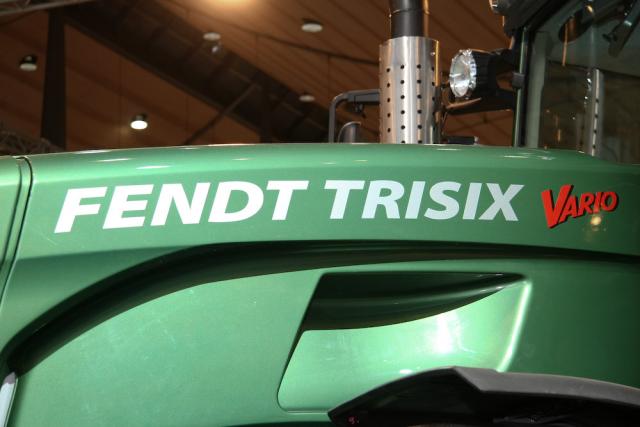 FENDT TRISIX VARIO